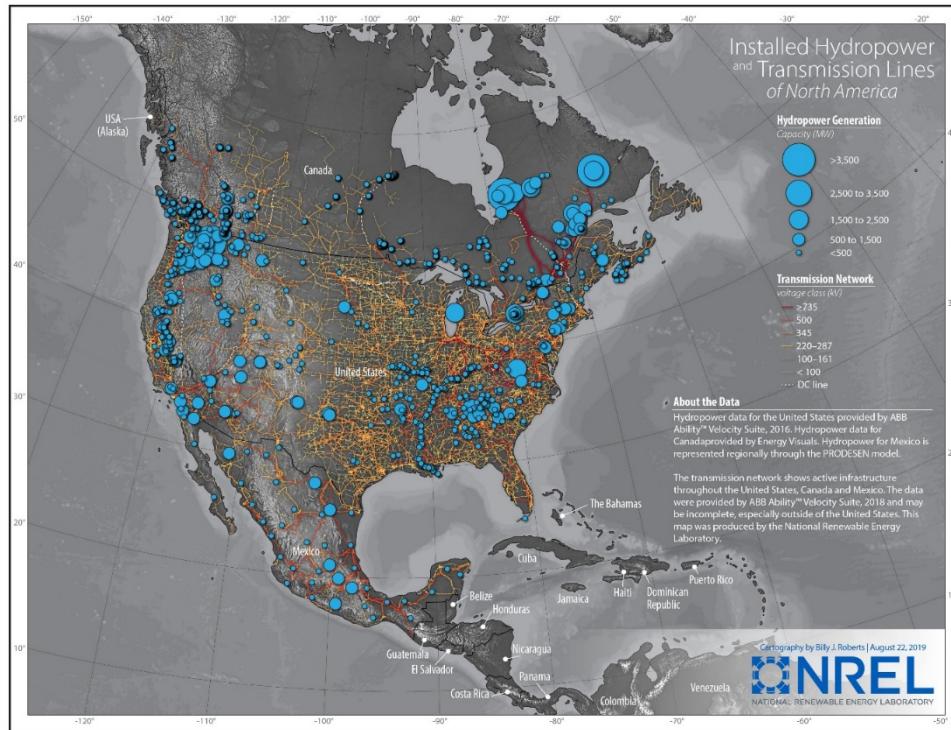 -150°
-140°
-130°
-120°
-110°
-100°
-90°
-80°
-70°
-60°
-50°
-40°
-30°
-20°
Installed Hydropower
and Transmission Lines
of North America
USA
(Alaska)
50°
50°
Canada
Hydropower Generation
Capacity (MW)
>3,500
2,500 to 3,500
1,500 to 2,500
500 to 1,500
<500
40°
Transmission Network
voltage class (kV)
≥735
500
345
220–287
100–161
< 100
DC line
United States
30°
About the Data
Hydropower data for the United States provided by ABB
Ability™ Velocity Suite, 2016. Hydropower data for
Canadaprovided by Energy Visuals. Hydropower for Mexico is
represented regionally through the PRODESEN model.
The transmission network shows active infrastructure
throughout the United States, Canada and Mexico. The data
were provided by ABB Ability™ Velocity Suite, 2018 and may
be incomplete, especially outside of the United States. This
map was produced by the National Renewable Energy
Laboratory.
20°
The Bahamas
Mexico
Cuba
Belize
Honduras
Jamaica
Haiti
Dominican
Republic
Puerto Rico
10°
Guatemala
El Salvador
Nicaragua
Costa Rica
Panama
Colombia
Venezuela
Cartography by Billy J. Roberts | August 22, 2019
NREL
NATIONAL RENEWABLE ENERGY LABORATORY
-120°
-110°
-100°
-90°
-80°
-70°
-60°
-50°